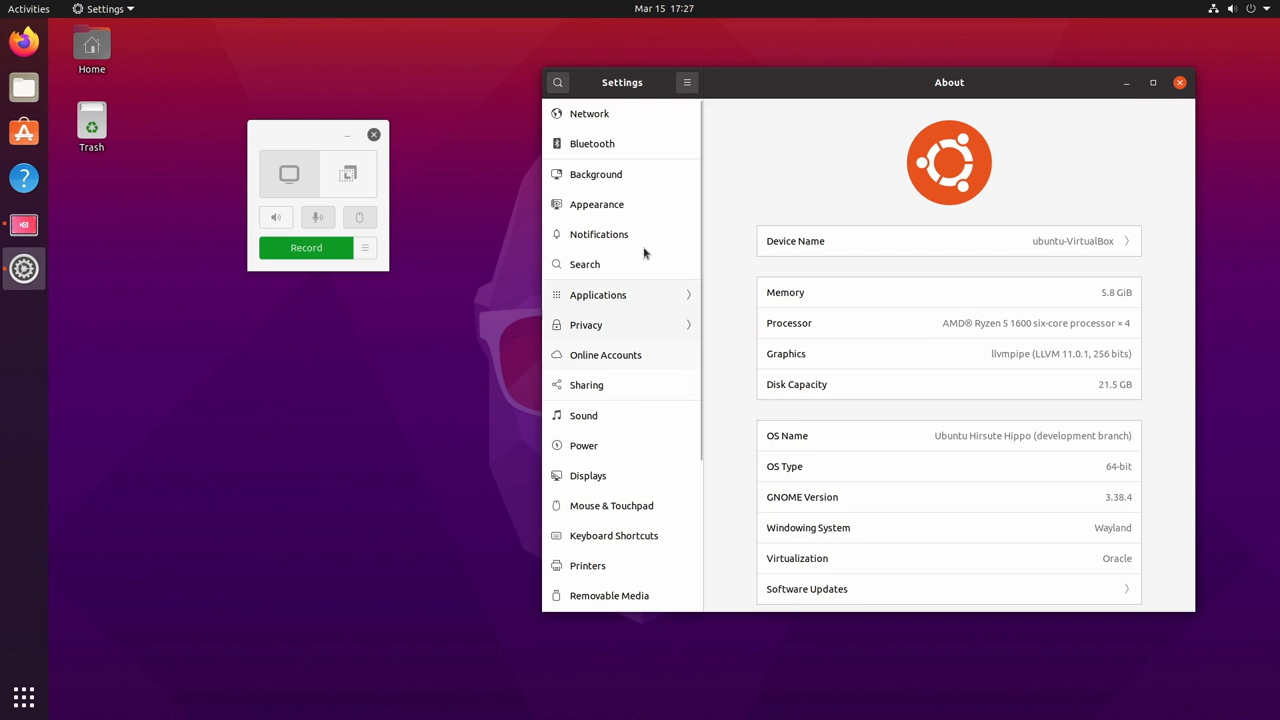 Activities
Settings
Mar 15 17:27
Home
Trash
Record
Settings
About
Network
Bluetooth
Background
Appearance
Notifications
Search
Applications
Privacy
Online Accounts
Sharing
Sound
Power
Displays
Mouse & Touchpad
Keyboard Shortcuts
Printers
Removable Media
Device Name ubuntu-VirtualBox
Memory 5.8 GiB
Processor AMD® Ryzen 5 1600 six-core processor × 4
Graphics llvmpipe (LLVM 11.0.1, 256 bits)
Disk Capacity 21.5 GB
OS Name Ubuntu Hirsute Hippo (development branch)
OS Type 64-bit
GNOME Version 3.38.4
Windowing System Wayland
Virtualization Oracle
Software Updates